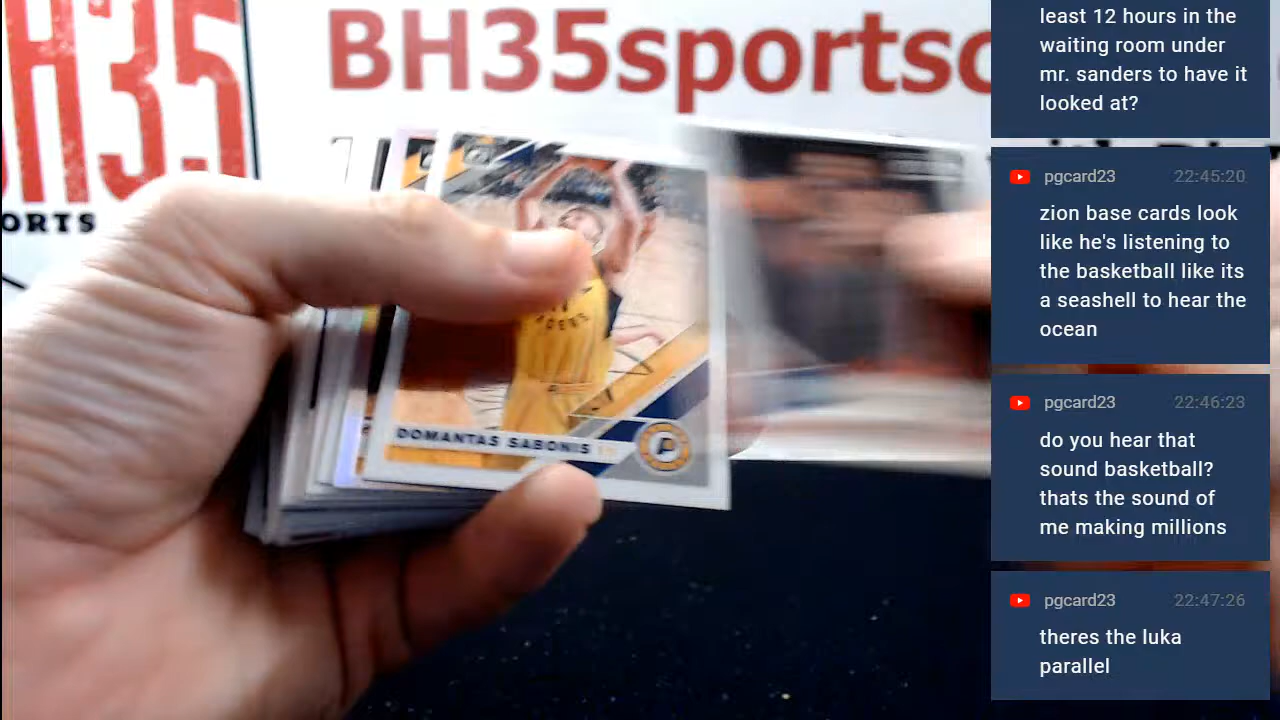 BH35sportsc
H35
ORTS
DOMANTAS SABONIS
least 12 hours in the
waiting room under
mr. sanders to have it
looked at?
pgcard23 22:45:20
zion base cards look
like he's listening to
the basketball like its
a seashell to hear the
ocean
pgcard23 22:46:23
do you hear that
sound basketball?
thats the sound of
me making millions
pgcard23 22:47:26
theres the luka
parallel